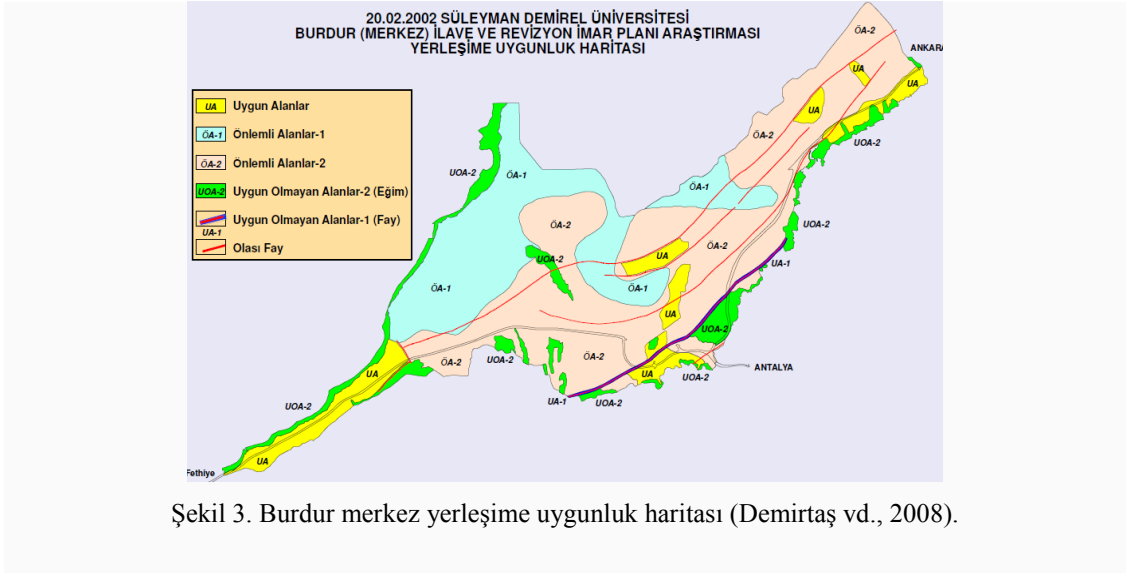 20.02.2002 SÜLEYMAN DEMİREL ÜNİVERSİTESİ
BURDUR (MERKEZ) İLAVE VE REVİZYON İMAR PLANI ARAŞTIRMASI
YERLEŞİME UYGUNLUK HARİTASI
UA Uygun Alanlar
ÖA-1 Önlemli Alanlar-1
ÖA-2 Önlemli Alanlar-2
UOA-2 Uygun Olmayan Alanlar-2 (Eğim)
Uygun Olmayan Alanlar-1 (Fay)
UA-1
Olası Fay
ÖA-2
ANKARA
UA
UA
UA
ÖA-2
UOA-2
UOA-2
ÖA-1
ÖA-1
ÖA-2
UOA-2
ÖA-2
UOA-2
UA
UA-1
ÖA-1
ÖA-1
UA
UOA-2
ÖA-2
UOA-2
ÖA-2
ANTALYA
UA
UA
UOA-2
UOA-2
UA-1
UOA-2
UA
Fethiye
Şekil 3. Burdur merkez yerleşime uygunluk haritası (Demirtaş vd., 2008).